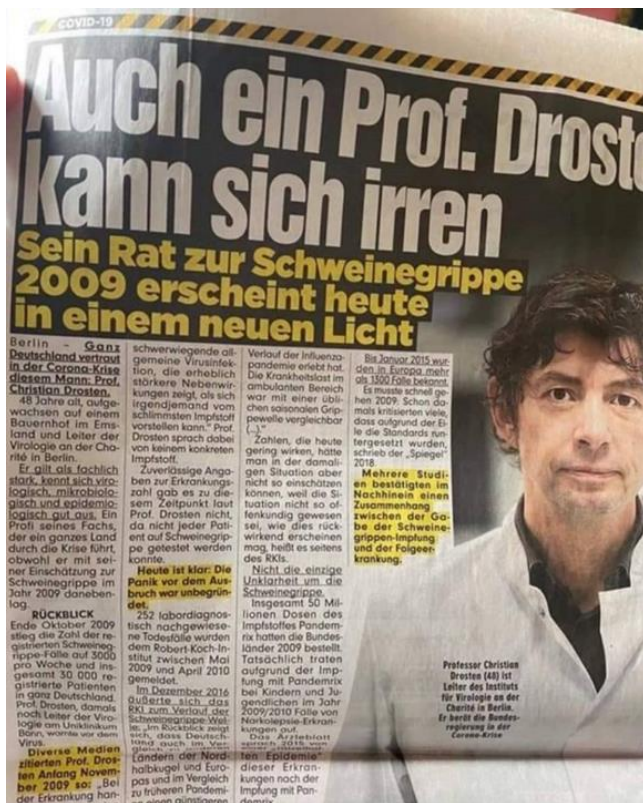 COVID-19
Auch ein Prof. Droste
kann sich irren
Sein Rat zur Schweinegrippe
2009 erscheint heute
in einem neuen Licht
Berlin – Ganz
Deutschland vertraut
in der Corona-Krise
diesem Mann: Prof.
Christian Drosten.
48 Jahre alt, aufge-
wachsen auf einem
Bauernhof im Ems-
land und Leiter der
Virologie an der Cha-
rité in Berlin.
Er gilt als fachlich
stark, kennt sich viro-
logisch, mikrobiolo-
gisch und epidemio-
logisch gut aus. Ein
Profi seines Fachs,
der ein ganzes Land
durch die Krise führt,
obwohl er mit sei-
ner Einschätzung zur
Schweinegrippe im
Jahr 2009 daneben-
lag.
RÜCKBLICK
Ende Oktober 2009
stieg die Zahl der re-
gistrierten Schweineg-
rippe-Fälle auf 3000
pro Woche und ins-
gesamt 30 000 re-
gistrierte Patienten
in ganz Deutschland.
Prof. Drosten, damals
noch Leiter der Viro-
logie am Uniklinikum
Bonn, warnte vor dem
Virus.
Diverse Medien
zitierten Prof. Dros-
ten Anfang Novem-
ber 2009 so: „Bei
der Erkrankung han-
schwerwiegende all-
gemeine Virusinfek-
tion, die erheblich
stärkere Nebenwir-
kungen zeigt, als sich
irgendjemand vom
schlimmsten Impfstoff
vorstellen kann.“ Prof.
Drosten sprach dabei
von keinem konkreten
Impfstoff.
Zuverlässige Anga-
ben zur Erkrankungs-
zahl gab es zu die-
sem Zeitpunkt laut
Prof. Drosten nicht,
da nicht jeder Pati-
ent auf Schweinegrip-
pe getestet werden
konnte.
Heute ist klar: Die
Panik vor dem Aus-
bruch war unbegrün-
det.
252 labordiagnos-
tisch nachgewiese-
ne Todesfälle wurden
dem Robert-Koch-In-
stitut zwischen Mai
2009 und April 2010
gemeldet.
Im Dezember 2016
äußerte sich das
RKI zum Verlauf der
Schweinegrippe-Wel-
le: „Im Rückblick zeigt
sich, dass Deutsch-
land auch im Ver-
gleich zu
Ländern der Nord-
halbkugel und Euro-
pas und im Vergleich
zu früheren Pandemi-
en einen günstigeren
Verlauf der Influenza-
pandemie erlebt hat.
Die Krankheitslast im
ambulanten Bereich
war mit einer übli-
chen saisonalen Grip-
pewelle vergleichbar
(...).“
Zahlen, die heute
gering wirken, hätte
man in der damali-
gen Situation aber
nicht so einschätzen
können, weil die Si-
tuation nicht so of-
fenkundig gewesen
sei, wie dies rück-
wirkend erscheinen
mag, heißt es seitens
des RKIs.
Nicht die einzige
Unklarheit um die
Schweinegrippe.
Insgesamt 50 Mil-
lionen Dosen des
Impfstoffes Pandem-
rix hatten die Bundes-
länder 2009 bestellt.
Tatsächlich traten
aufgrund der Imp-
fung mit Pandemrix
bei Kindern und Ju-
gendlichen im Jahr
2009/2010 Fälle von
Narkolepsie-Erkran-
kungen auf.
Das Ärzteblatt
sprach 2015 von
ten Epidemie“
dieser Erkran-
kungen nach der
Impfung mit Pan-
demrix.
Bis Januar 2015 wur-
den in Europa mehr
als 1300 Fälle bekannt.
Es musste schnell ge-
hen 2009. Schon da-
mals kritisierten viele,
dass aufgrund der Ei-
le die Standards run-
tergesetzt wurden,
schrieb der „Spiegel“
2018.
Mehrere Studi-
en bestätigten im
Nachhinein einen
Zusammenhang
zwischen der Ga-
be der Schweine-
grippen-Impfung
und der Folgeer-
krankung.
Professor Christian
Drosten (48) ist
Leiter des Instituts
für Virologie an der
Charité in Berlin.
Er berät die Bundes-
regierung in der
Corona-Krise